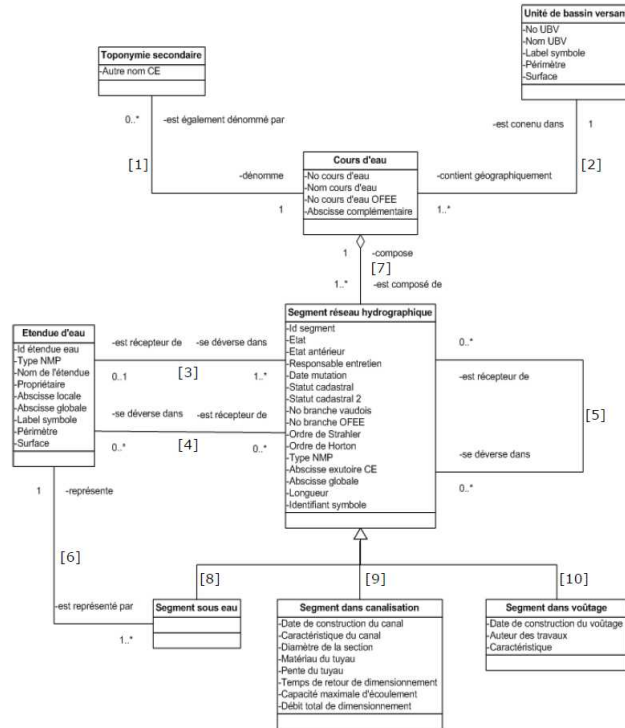 Unité de bassin versant
-No UBV
-Nom UBV
-Label symbole
-Périmètre
-Surface
Toponymie secondaire
-Autre nom CE
0..*
-est également dénommé par
-est conenu dans
1
[1]
[2]
Cours d'eau
-No cours d'eau
-Nom cours d'eau
-No cours d'eau OFEE
-Abscisse complémentaire
-dénomme
1
-contient géographiquement
1..*
1
-compose
[7]
1..*
-est composé de
Etendue d'eau
-Id étendue eau
-Type NMP
-Nom de l'étendue
-Propriétaire
-Abscisse locale
-Abscisse globale
-Label symbole
-Périmètre
-Surface
-est récepteur de
-se déverse dans
0..1
[3]
1..*
-se déverse dans
-est récepteur de
0..*
[4]
0..*
Segment réseau hydrographique
-Id segment
-Etat
-Etat antérieur
-Responsable entretien
-Date mutation
-Statut cadastral
-Statut cadastral 2
-No branche vaudois
-No branche OFEE
-Ordre de Strahler
-Ordre de Horton
-Type NMP
-Abscisse exutoire CE
-Abscisse globale
-Longueur
-Identifiant symbole
0..*
-est récepteur de
[5]
-se déverse dans
0..*
1
-représente
[6]
-est représenté par
1..*
[8]
[9]
[10]
Segment sous eau
Segment dans canalisation
-Date de construction du canal
-Caractéristique du canal
-Diamètre de la section
-Matériau du tuyau
-Pente du tuyau
-Temps de retour de dimensionnement
-Capacité maximale d'écoulement
-Débit total de dimensionnement
Segment dans voûtage
-Date de construction du voûtage
-Auteur des travaux
-Caractéristique